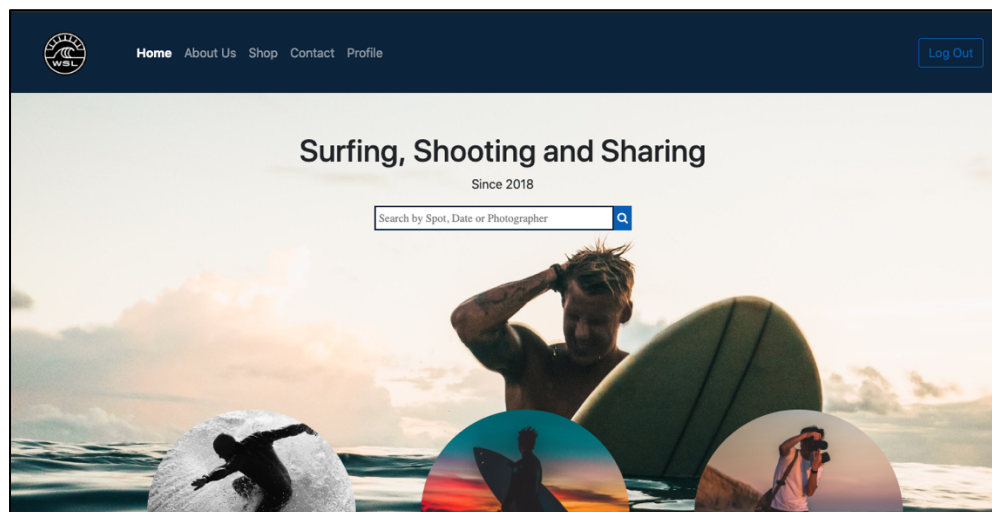 WSL
Home About Us Shop Contact Profile
Log Out
Surfing, Shooting and Sharing
Since 2018
Search by Spot, Date or Photographer